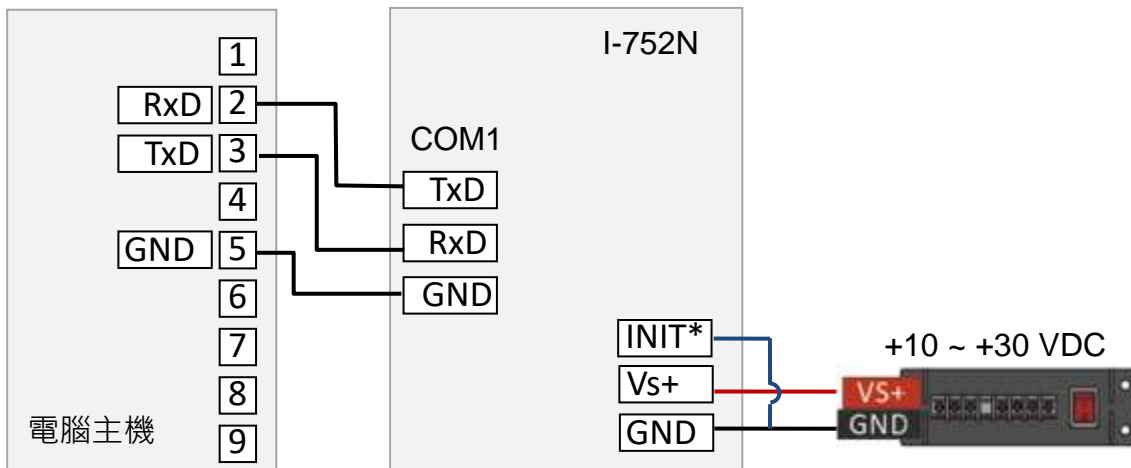 I-752N
1
RxD 2
TxD 3
4
GND 5
6
7
8
9
電腦主機
COM1
TxD
RxD
GND
INIT*
Vs+
GND
+10 ~ +30 VDC
VS+
GND